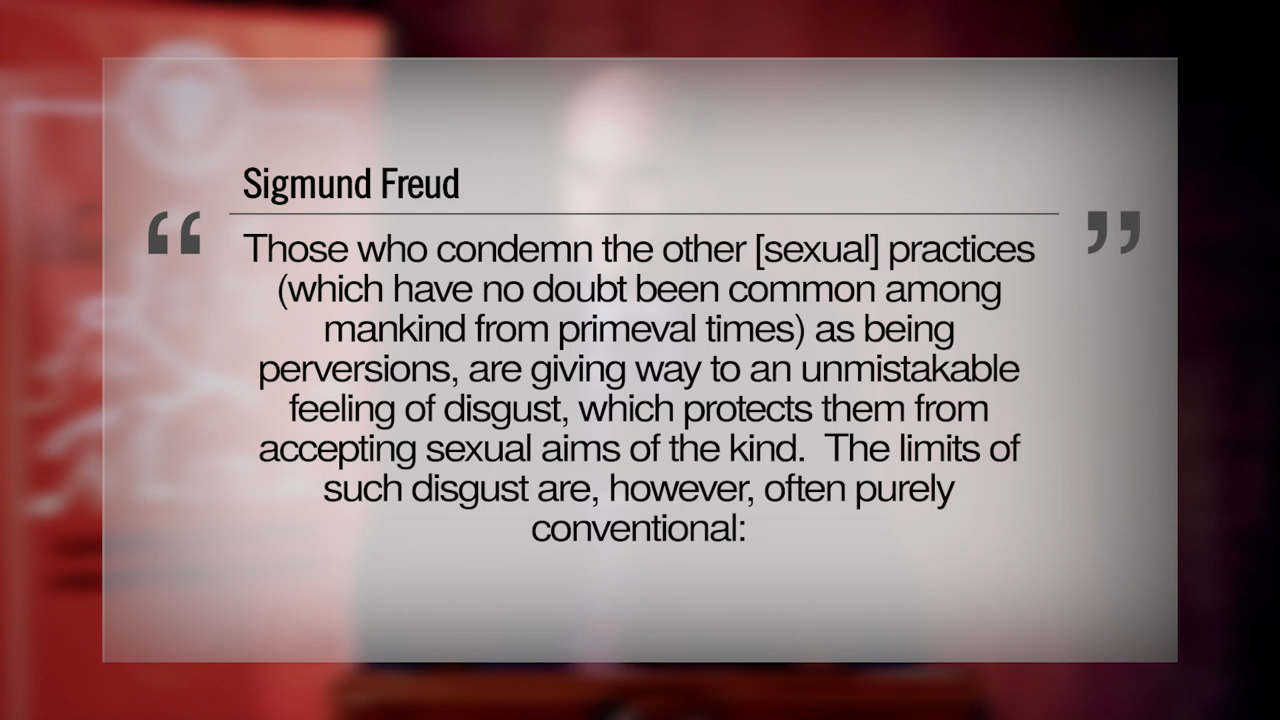 Sigmund Freud
“ Those who condemn the other [sexual] practices ”
(which have no doubt been common among
mankind from primeval times) as being
perversions, are giving way to an unmistakable
feeling of disgust, which protects them from
accepting sexual aims of the kind.  The limits of
such disgust are, however, often purely
conventional: